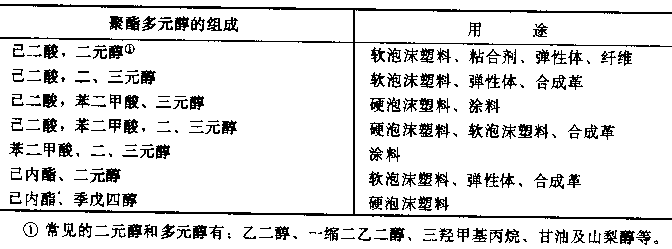 聚酯多元醇的组成 用 途
己二酸,二元醇① 软泡沫塑料、粘合剂、弹性体、纤维
己二酸,二、三元醇 软泡沫塑料、弹性体、合成革
己二酸,苯二甲酸、三元醇 硬泡沫塑料、涂料
己二酸,苯二甲酸,二、三元醇 硬泡沫塑料、软泡沫塑料、合成革
苯二甲酸,二、三元醇 涂料
己内酯、二元醇 软泡沫塑料、弹性体、合成革
己内酯、季戊四醇 硬泡沫塑料
① 常见的二元醇和多元醇有:乙二醇、一缩二乙二醇、三羟甲基丙烷、甘油及山梨醇等。